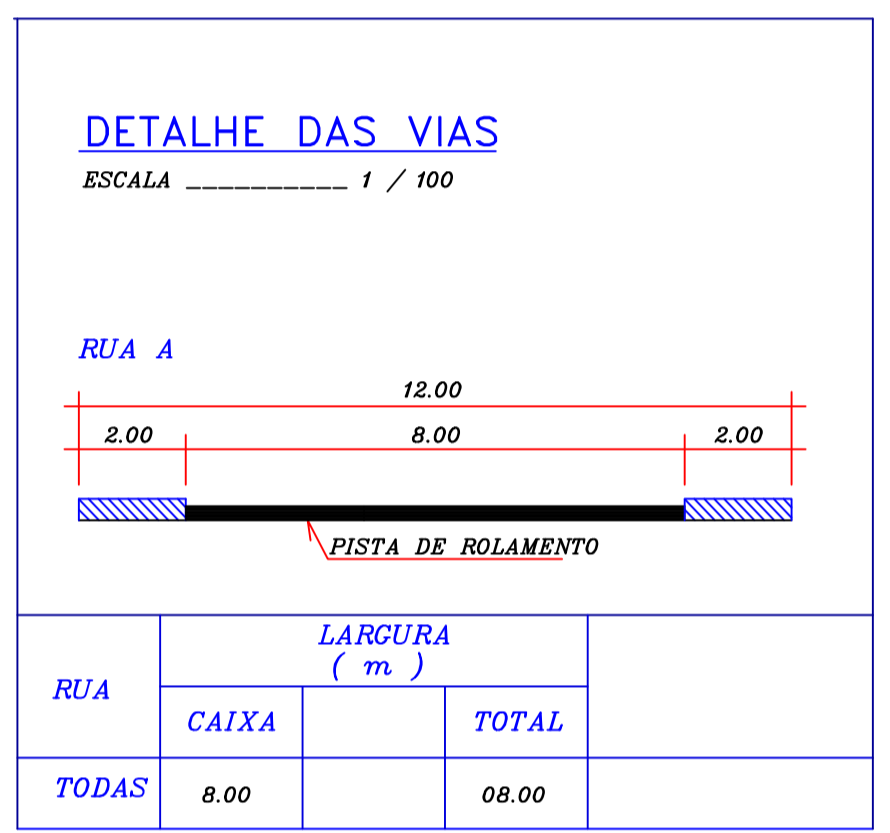 DETALHE DAS VIAS
ESCALA __________ 1 / 100
RUA A
12.00
2.00 8.00 2.00
PISTA DE ROLAMENTO
RUA
LARGURA
( m )
CAIXA TOTAL
TODAS 8.00 08.00